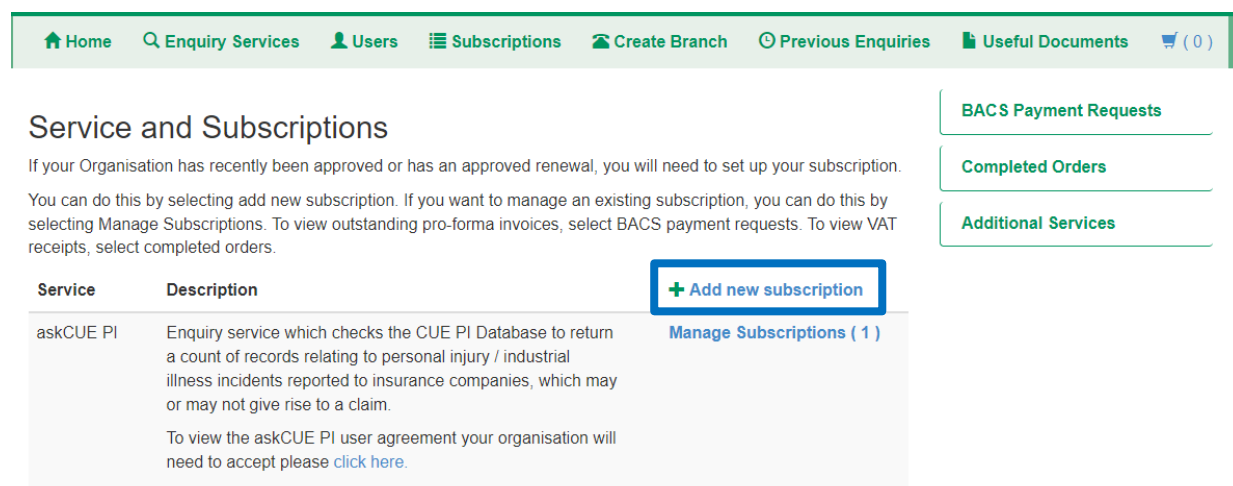 Home Enquiry Services Users Subscriptions Create Branch Previous Enquiries Useful Documents ( 0 )
Service and Subscriptions
If your Organisation has recently been approved or has an approved renewal, you will need to set up your subscription.
You can do this by selecting add new subscription. If you want to manage an existing subscription, you can do this by
selecting Manage Subscriptions. To view outstanding pro-forma invoices, select BACS payment requests. To view VAT
receipts, select completed orders.
BACS Payment Requests
Completed Orders
Additional Services
Service Description + Add new subscription
askCUE PI Enquiry service which checks the CUE PI Database to return Manage Subscriptions ( 1 )
a count of records relating to personal injury / industrial
illness incidents reported to insurance companies, which may
or may not give rise to a claim.
To view the askCUE PI user agreement your organisation will
need to accept please click here.